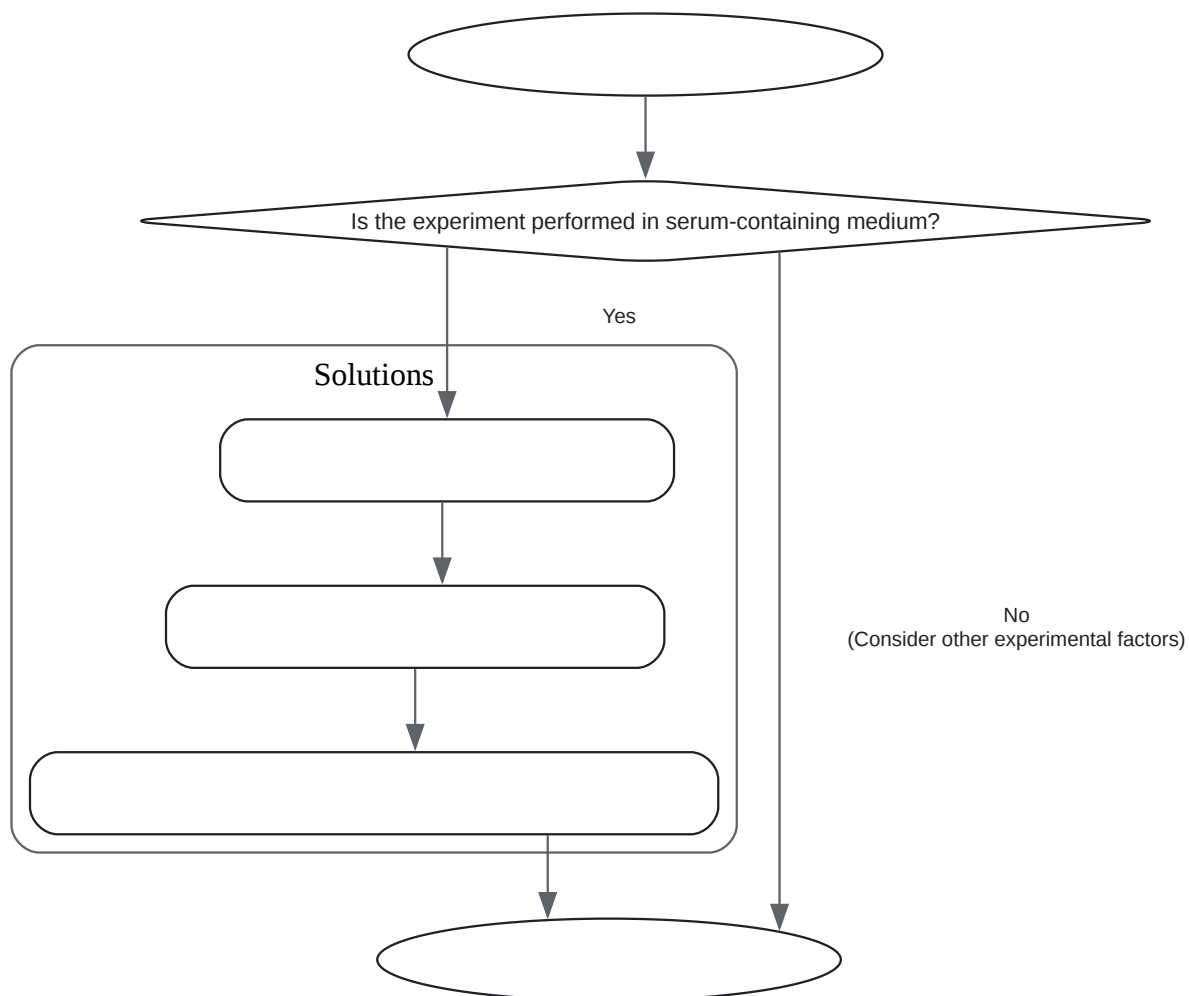 Is the experiment performed in serum-containing medium?
Yes
Solutions
No
(Consider other experimental factors)